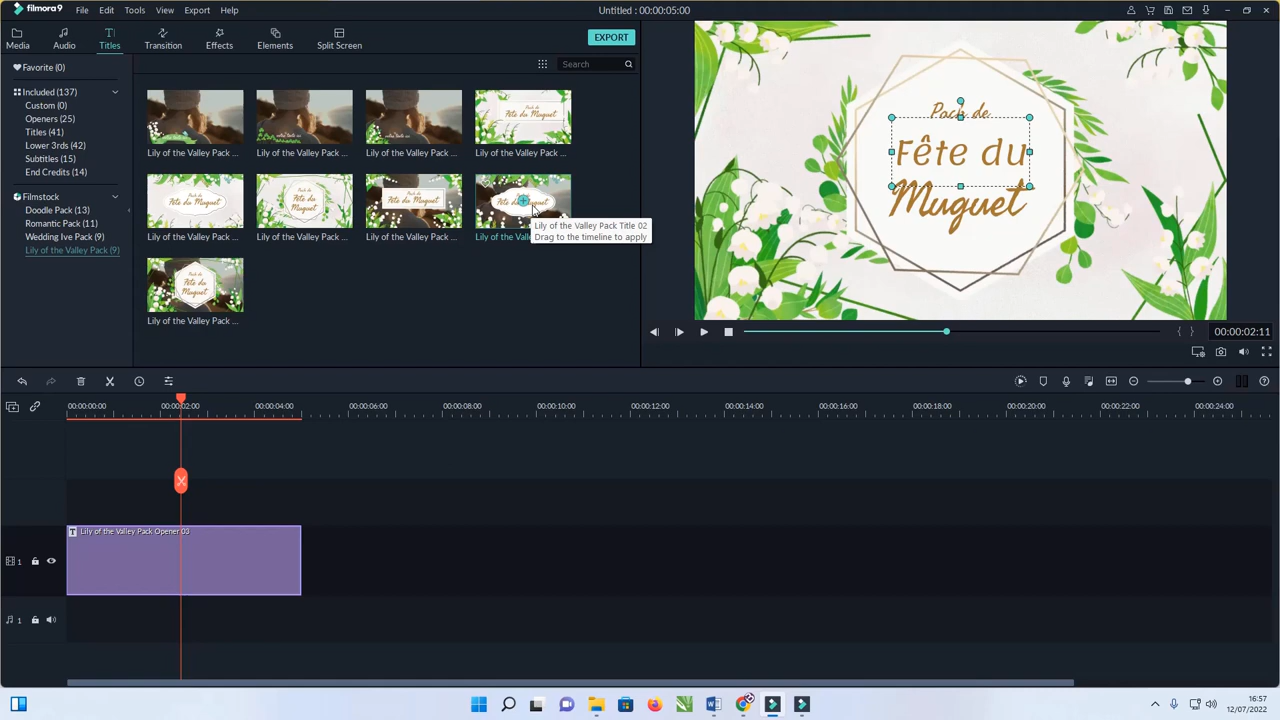 filmora9 File Edit Tools View Export Help Untitled : 00:00:05:00
Media Audio Titles Transition Effects Elements Split Screen EXPORT
Favorite (0)
Search
Included (137)
Custom (0)
Openers (25)
Titles (41)
Lower 3rds (42)
Subtitles (15)
End Credits (14)
Filmstock
Doodle Pack (13)
Romantic Pack (11)
Wedding Ive Pack (9)
Lily of the Valley Pack (9)
Lily of the Valley Pack ... Lily of the Valley Pack ... Lily of the Valley Pack ... Lily of the Valley Pack ...
Lily of the Valley Pack ... Lily of the Valley Pack ... Lily of the Valley Pack ... Lily of the Valle
Lily of the Valley Pack Title 02
Drag to the timeline to apply
Lily of the Valley Pack ...
Pack de
Fête du
Muguet
00:00:02:11
00:00:00:00 00:00:02:00 00:00:04:00 00:00:06:00 00:00:08:00 00:00:10:00 00:00:12:00 00:00:14:00 00:00:16:00 00:00:18:00 00:00:20:00 00:00:22:00 00:00:24:00
T Lily of the Valley Pack Opener 03
1
1
16:57
12/07/2022